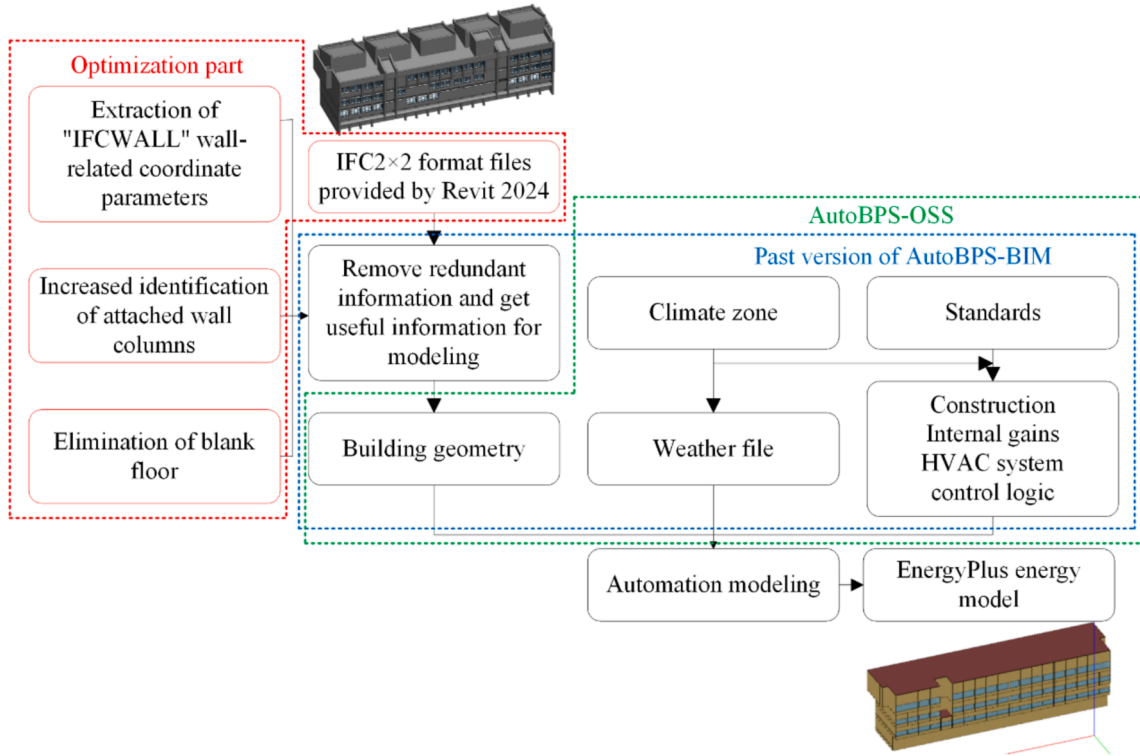 Optimization part
Extraction of
"IFCWALL" wall-
related coordinate
parameters
IFC2×2 format files
provided by Revit 2024
AutoBPS-OSS
Past version of AutoBPS-BIM
Increased identification
of attached wall
columns
Remove redundant
information and get
useful information for
modeling
Climate zone
Standards
Elimination of blank
floor
Building geometry
Weather file
Construction
Internal gains
HVAC system
control logic
Automation modeling
EnergyPlus energy
model